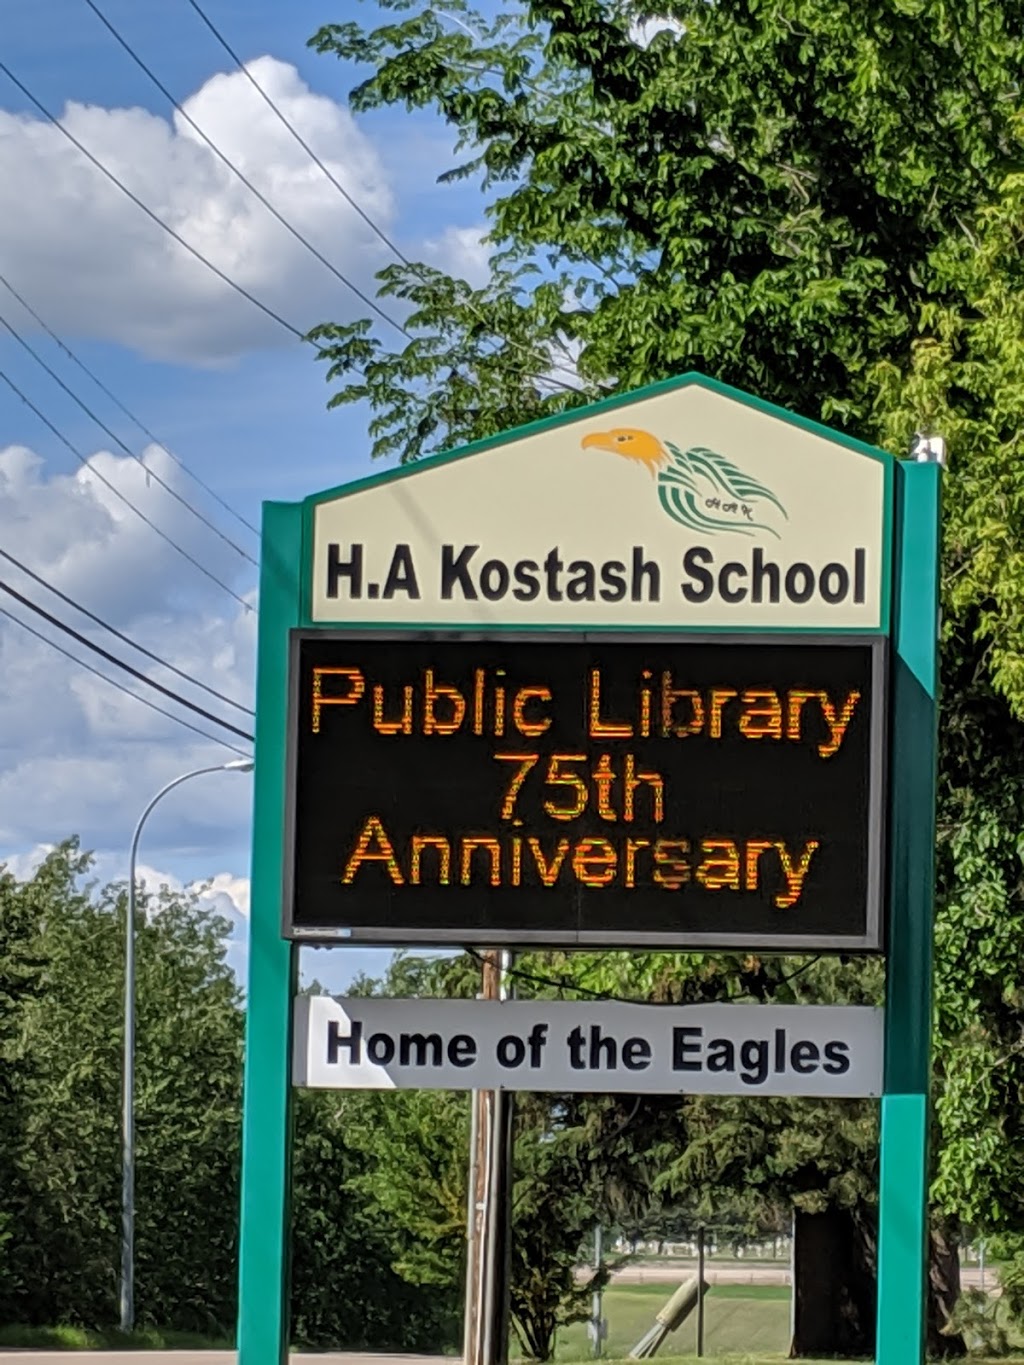 H A K
H.A Kostash School
Public Library
75th
Anniversary
Home of the Eagles